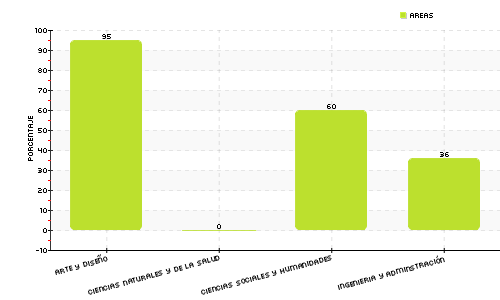 AREAS
100
95
90
80
70
60
60
50
40
36
30
20
10
0
0
-10
PORCENTAJE
ARTE Y DISEÑO
CIENCIAS NATURALES Y DE LA SALUD
CIENCIAS SOCIALES Y HUMANIDADES
INGENIERIA Y ADMINSTRACIÓN